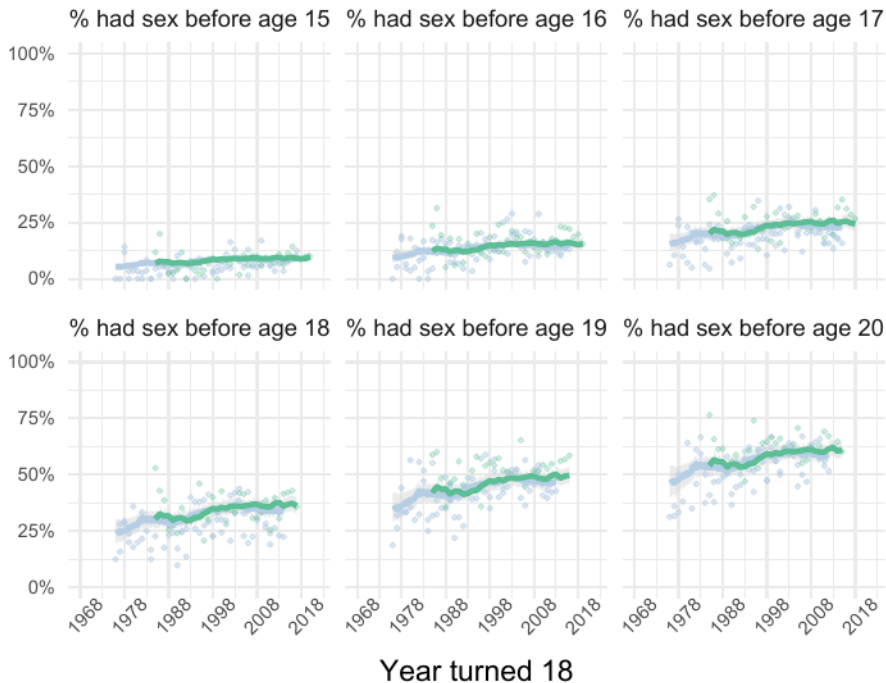 % had sex before age 15
% had sex before age 16
% had sex before age 17
100%
75%
50%
25%
0%
% had sex before age 18
% had sex before age 19
% had sex before age 20
100%
75%
50%
25%
0%
1968 1978 1988 1998 2008 2018
1968 1978 1988 1998 2008 2018
1968 1978 1988 1998 2008 2018
Year turned 18